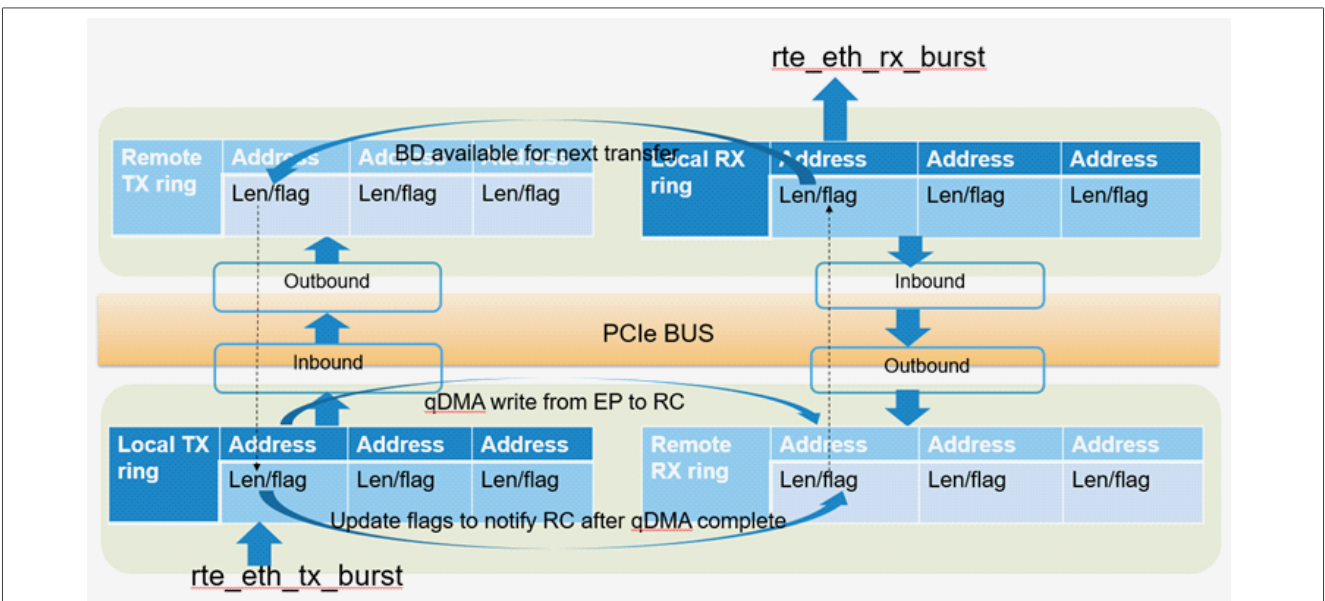 rte_eth_rx_burst
Remote Address Address Address
TX ring
Len/flag Len/flag Len/flag
BD available for next transfer
Local RX Address Address Address
ring
Len/flag Len/flag Len/flag
Outbound
Inbound
PCIe BUS
Inbound
Outbound
qDMA write from EP to RC
Local TX Address Address Address
ring
Len/flag Len/flag Len/flag
Remote Address Address Address
RX ring
Len/flag Len/flag Len/flag
Update flags to notify RC after qDMA complete
rte_eth_tx_burst